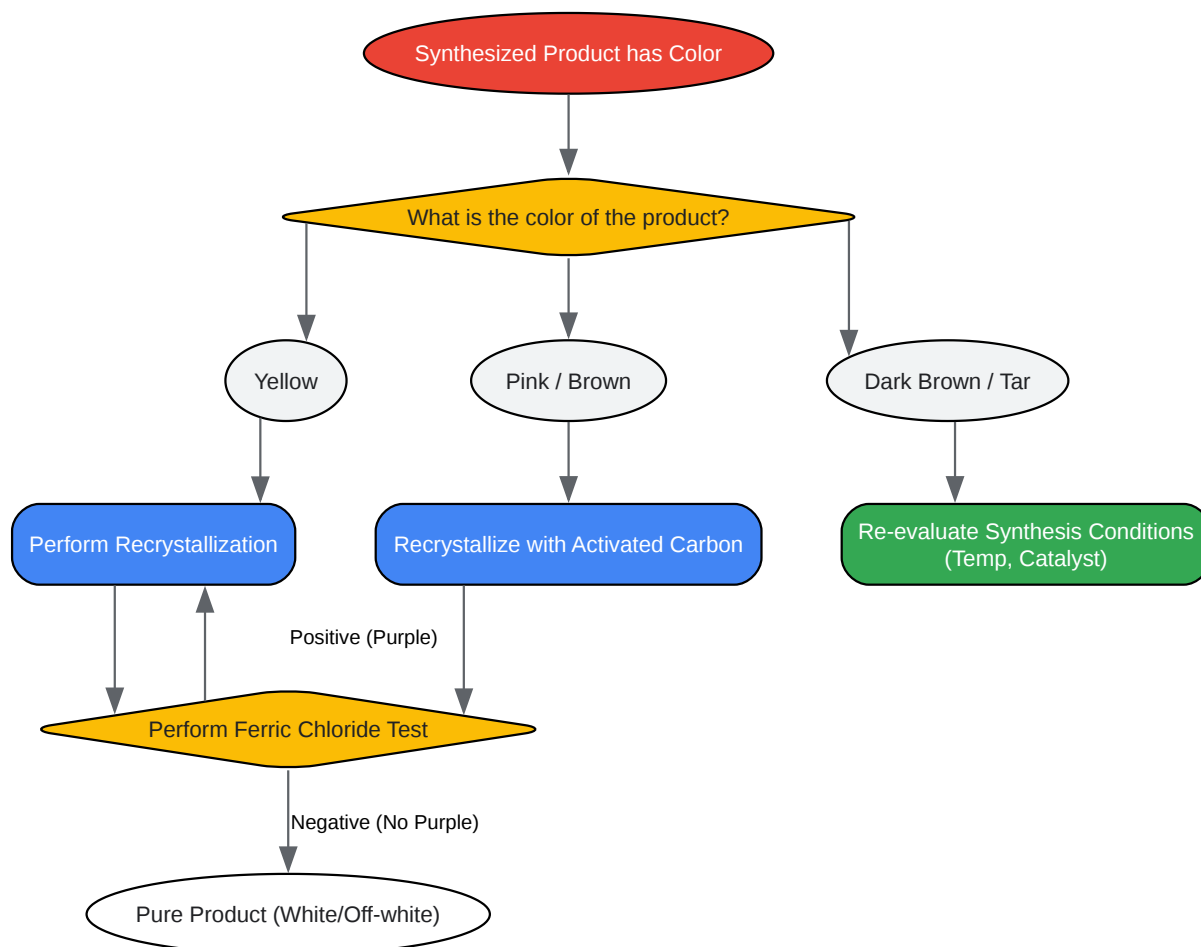 Synthesized Product has Color
What is the color of the product?
Yellow
Pink / Brown
Dark Brown / Tar
Perform Recrystallization
Recrystallize with Activated Carbon
Re-evaluate Synthesis Conditions
(Temp, Catalyst)
Positive (Purple)
Perform Ferric Chloride Test
Negative (No Purple)
Pure Product (White/Off-white)